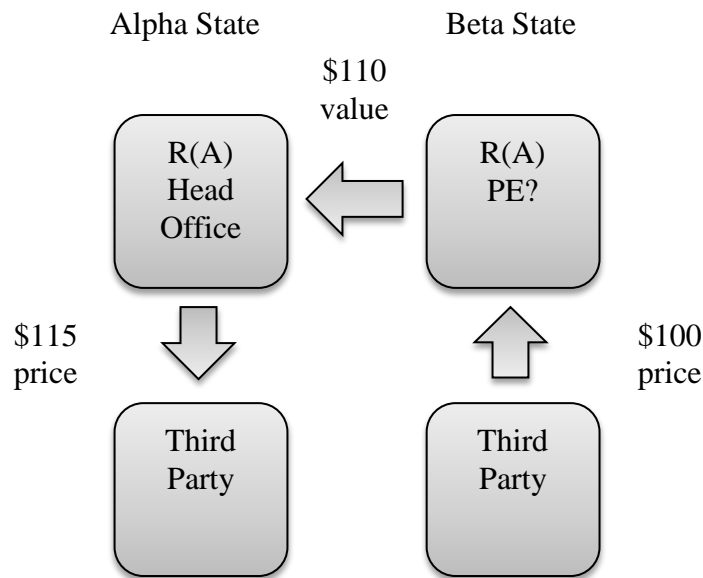 Alpha State
Beta State
$110
value
R(A)
Head
Office
R(A)
PE?
$115
price
$100
price
Third
Party
Third
Party